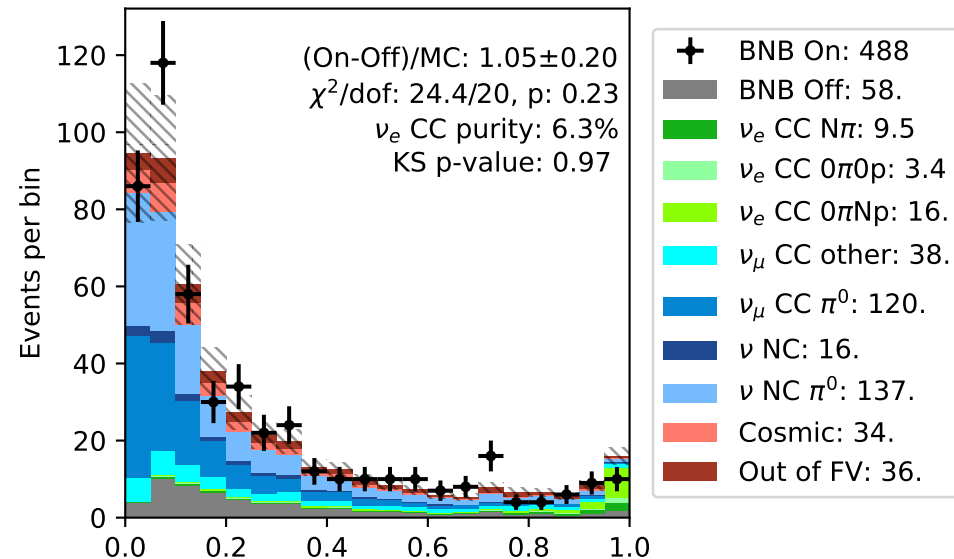 (On-Off)/MC: 1.05±0.20
χ²/dof: 24.4/20, p: 0.23
νₑ CC purity: 6.3%
KS p-value: 0.97
Events per bin
120
100
80
60
40
20
0
0.0 0.2 0.4 0.6 0.8 1.0
BNB On: 488
BNB Off: 58.
νₑ CC Nπ: 9.5
νₑ CC 0π0p: 3.4
νₑ CC 0πNp: 16.
ν_μ CC other: 38.
ν_μ CC π⁰: 120.
ν NC: 16.
ν NC π⁰: 137.
Cosmic: 34.
Out of FV: 36.